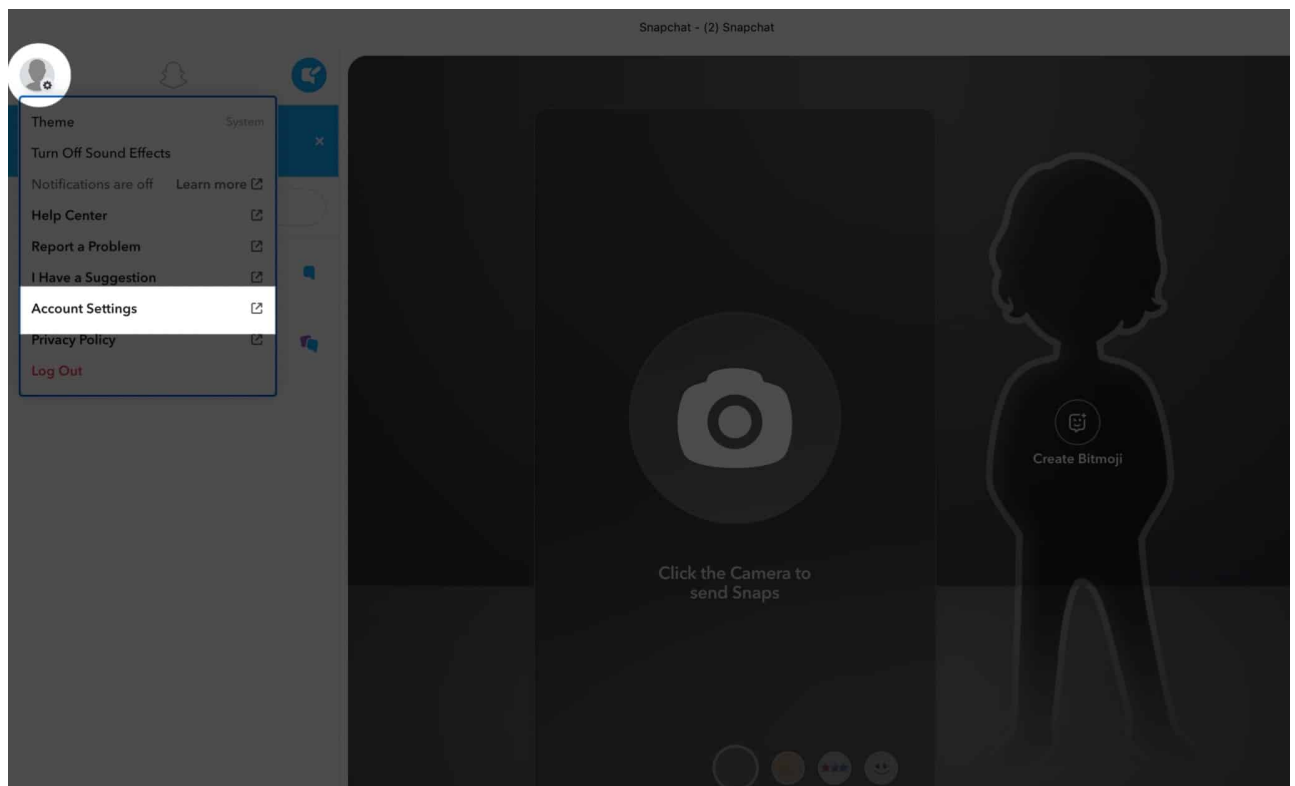 Snapchat - (2) Snapchat
Theme System
Turn Off Sound Effects
Notifications are off Learn more
Help Center
Report a Problem
I Have a Suggestion
Account Settings
Privacy Policy
Log Out
Create Bitmoji
Click the Camera to
send Snaps